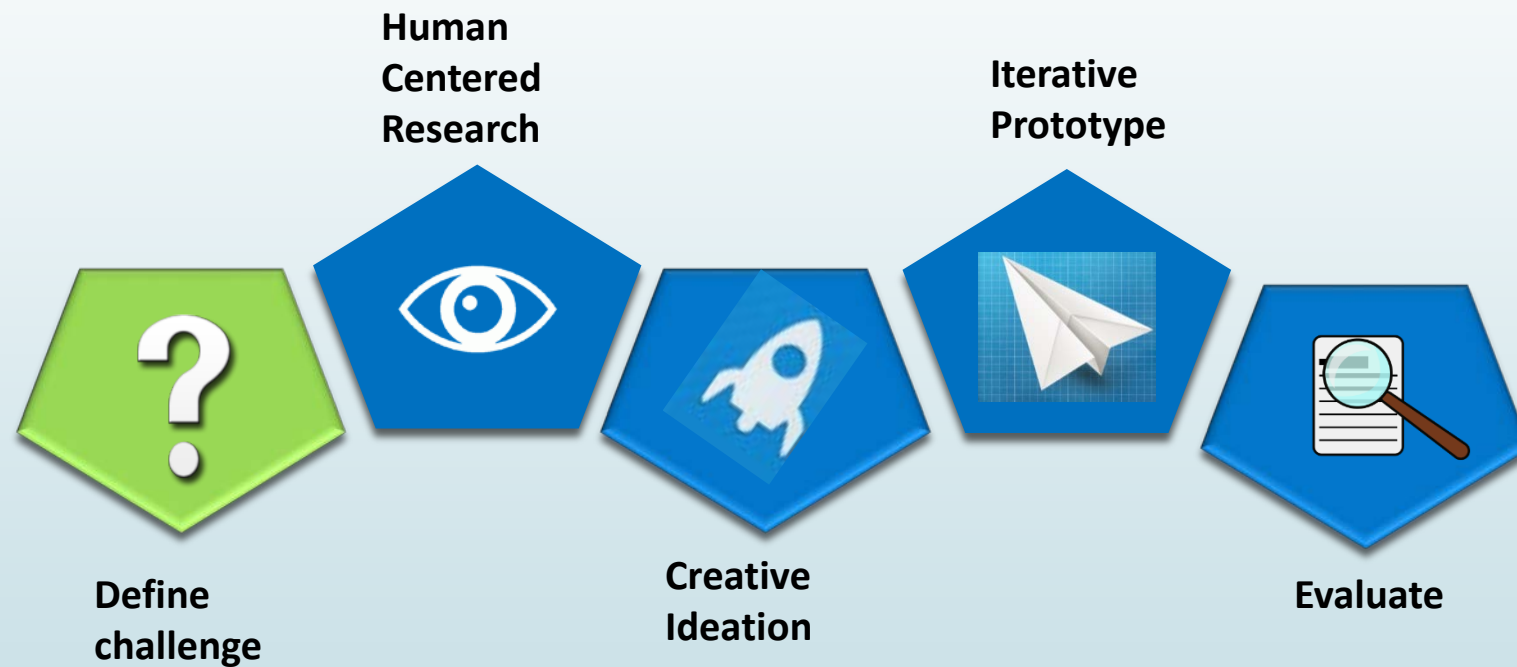 Define
challenge
Human
Centered
Research
Creative
Ideation
Iterative
Prototype
Evaluate